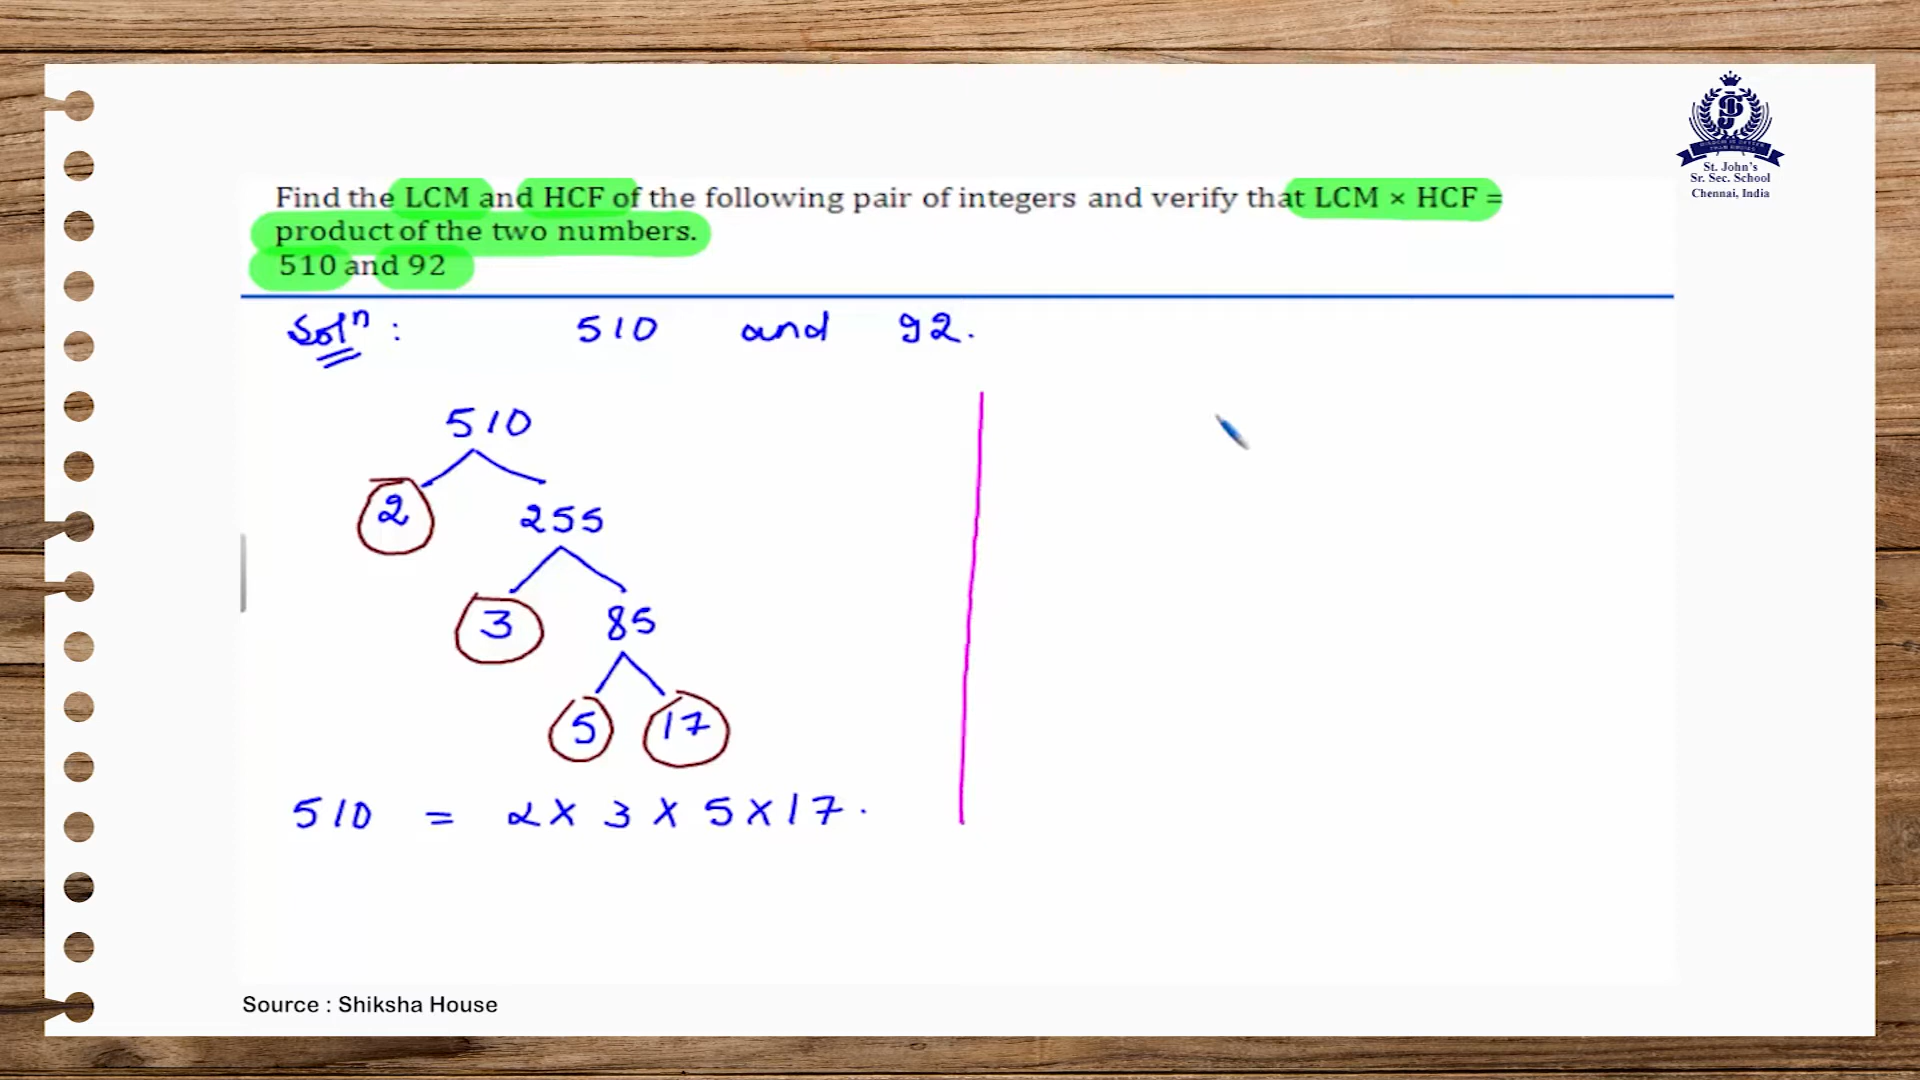 St. John's
Sr. Sec. School
Chennai, India
Find the LCM and HCF of the following pair of integers and verify that LCM × HCF =
product of the two numbers.
510 and 92
Solⁿ : 510 and 92.
510
2 255
3 85
5 17
510 = 2 × 3 × 5 × 17.
Source : Shiksha House